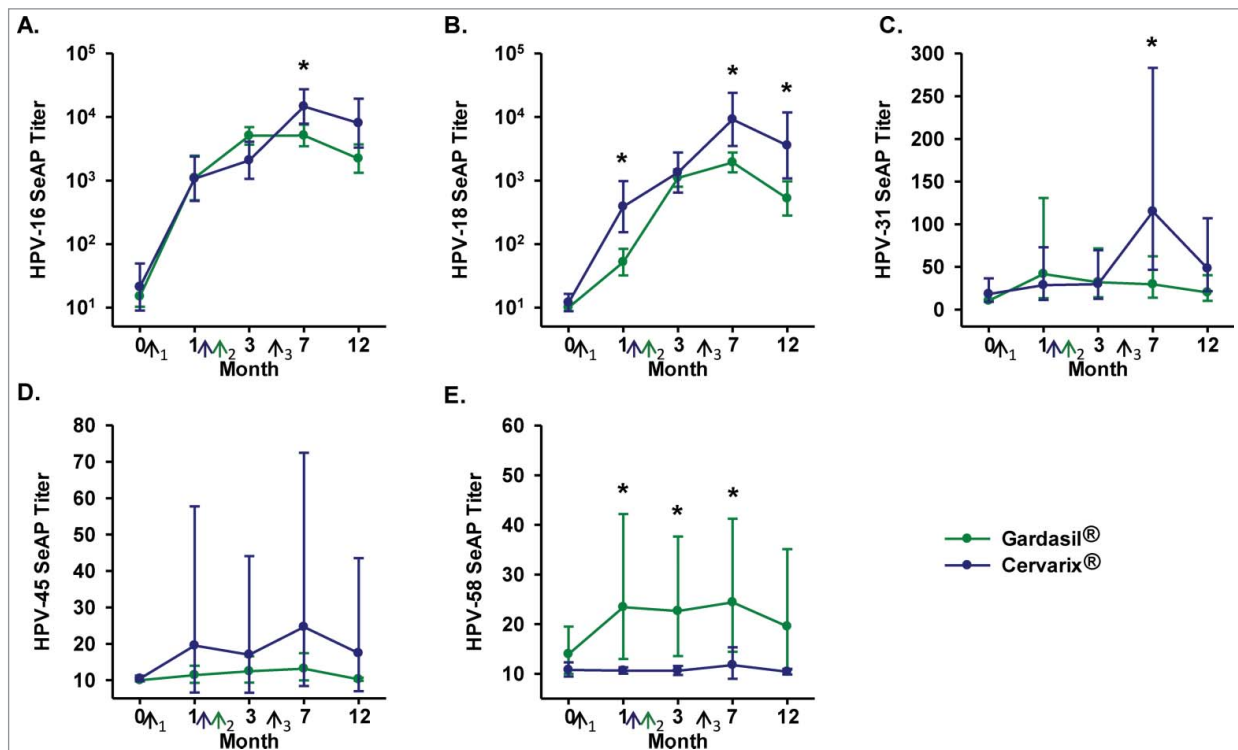 A.
HPV-16 SeAP Titer
10⁵
10⁴
10³
10²
10¹
*
0 ↑1 1 ↑↑2 3 ↑3 7 12
Month
B.
HPV-18 SeAP Titer
10⁵
10⁴
10³
10²
10¹
* * *
0 ↑1 1 ↑↑2 3 ↑3 7 12
Month
C.
HPV-31 SeAP Titer
300
250
200
150
100
50
0
*
0 ↑1 1 ↑↑2 3 ↑3 7 12
Month
D.
HPV-45 SeAP Titer
80
70
60
50
40
30
20
10
0
0 ↑1 1 ↑↑2 3 ↑3 7 12
Month
E.
HPV-58 SeAP Titer
60
50
40
30
20
10
0
* * *
0 ↑1 1 ↑↑2 3 ↑3 7 12
Month
Gardasil®
Cervarix®